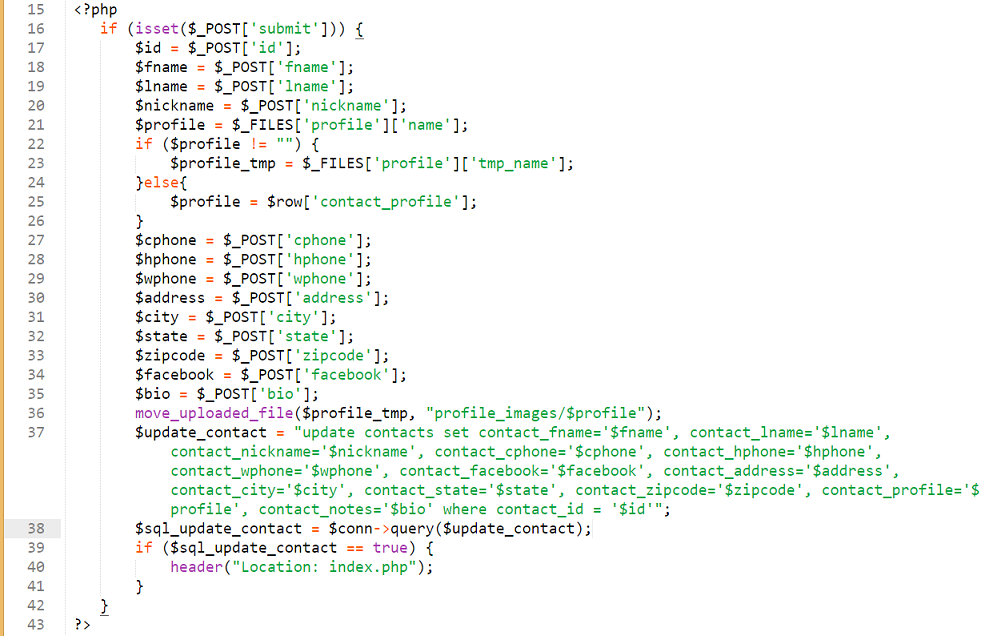 15 <?php
16 if (isset($_POST['submit'])) {
17 $id = $_POST['id'];
18 $fname = $_POST['fname'];
19 $lname = $_POST['lname'];
20 $nickname = $_POST['nickname'];
21 $profile = $_FILES['profile']['name'];
22 if ($profile != "") {
23 $profile_tmp = $_FILES['profile']['tmp_name'];
24 }else{
25 $profile = $row['contact_profile'];
26 }
27 $cphone = $_POST['cphone'];
28 $hphone = $_POST['hphone'];
29 $wphone = $_POST['wphone'];
30 $address = $_POST['address'];
31 $city = $_POST['city'];
32 $state = $_POST['state'];
33 $zipcode = $_POST['zipcode'];
34 $facebook = $_POST['facebook'];
35 $bio = $_POST['bio'];
36 move_uploaded_file($profile_tmp, "profile_images/$profile");
37 $update_contact = "update contacts set contact_fname='$fname', contact_lname='$lname',
contact_nickname='$nickname', contact_cphone='$cphone', contact_hphone='$hphone',
contact_wphone='$wphone', contact_facebook='$facebook', contact_address='$address',
contact_city='$city', contact_state='$state', contact_zipcode='$zipcode', contact_profile='$
profile', contact_notes='$bio' where contact_id = '$id'";
38 $sql_update_contact = $conn->query($update_contact);
39 if ($sql_update_contact == true) {
40 header("Location: index.php");
41 }
42 }
43 ?>